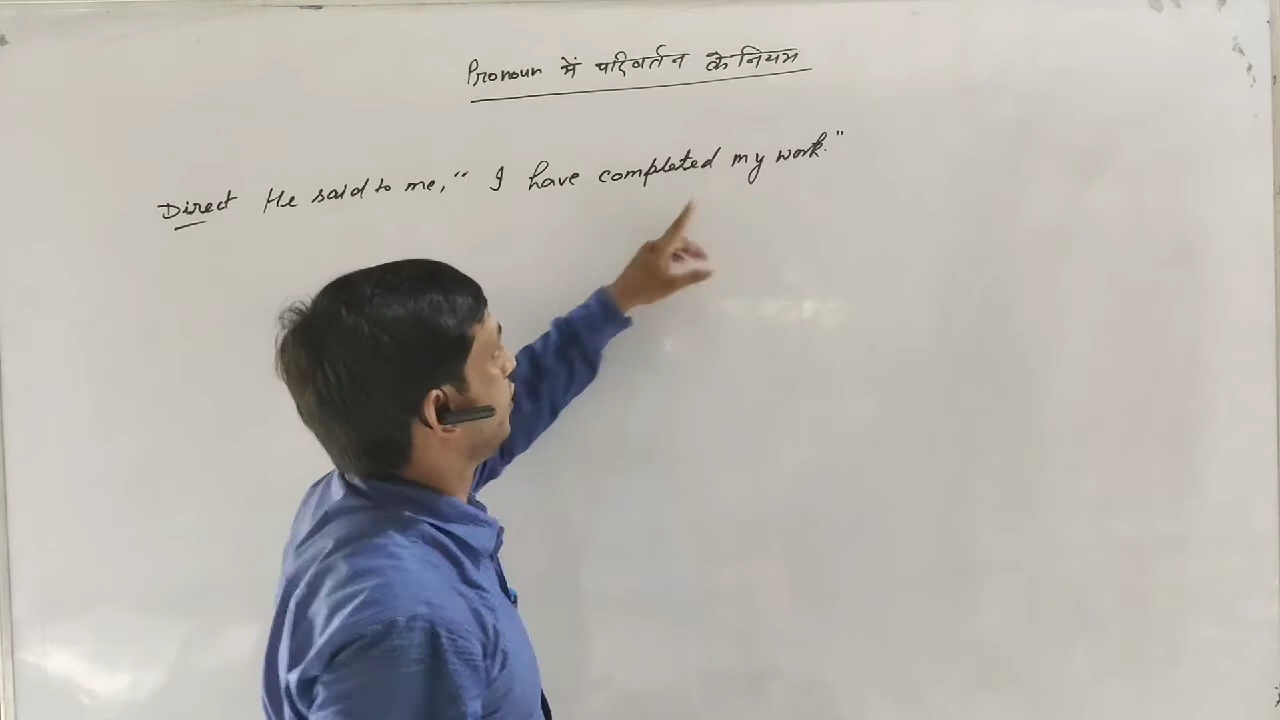 Pronoun में परिवर्तन के नियम
Direct He said to me, " I have completed my work."